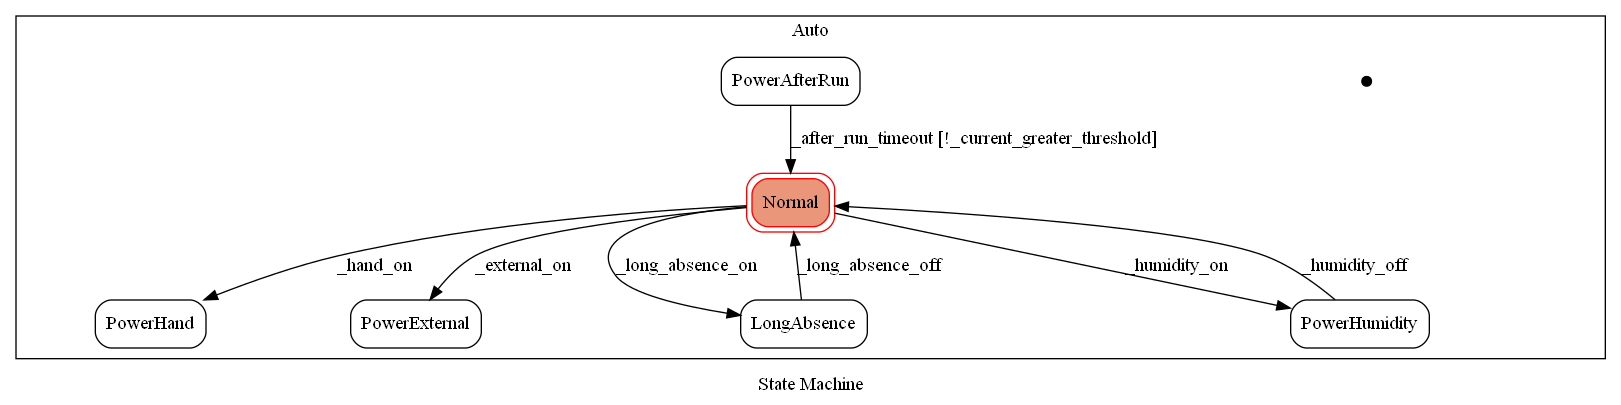 Auto
PowerAfterRun
_after_run_timeout [!_current_greater_threshold]
Normal
_hand_on
_external_on
_long_absence_on
_long_absence_off
_humidity_on
_humidity_off
PowerHand
PowerExternal
LongAbsence
PowerHumidity
State Machine